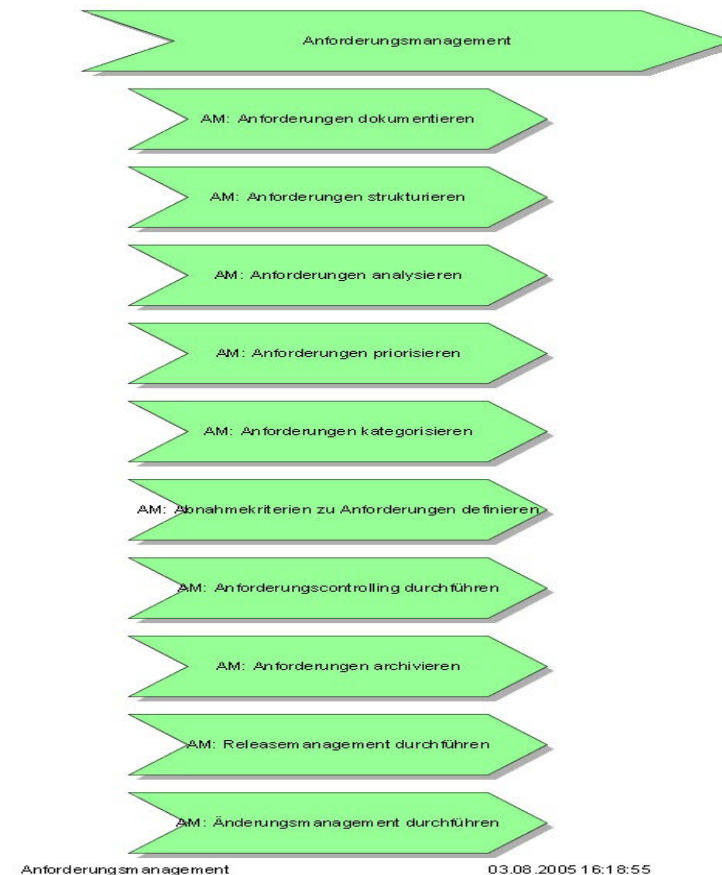 Anforderungsmanagement
AM: Anforderungen dokumentieren
AM: Anforderungen strukturieren
AM: Anforderungen analysieren
AM: Anforderungen priorisieren
AM: Anforderungen kategorisieren
AM: Abnahmekriterien zu Anforderungen definieren
AM: Anforderungscontrolling durchführen
AM: Anforderungen archivieren
AM: Releasemanagement durchführen
AM: Änderungsmanagement durchführen
Anforderungsmanagement 03.08.2005 16:18:55